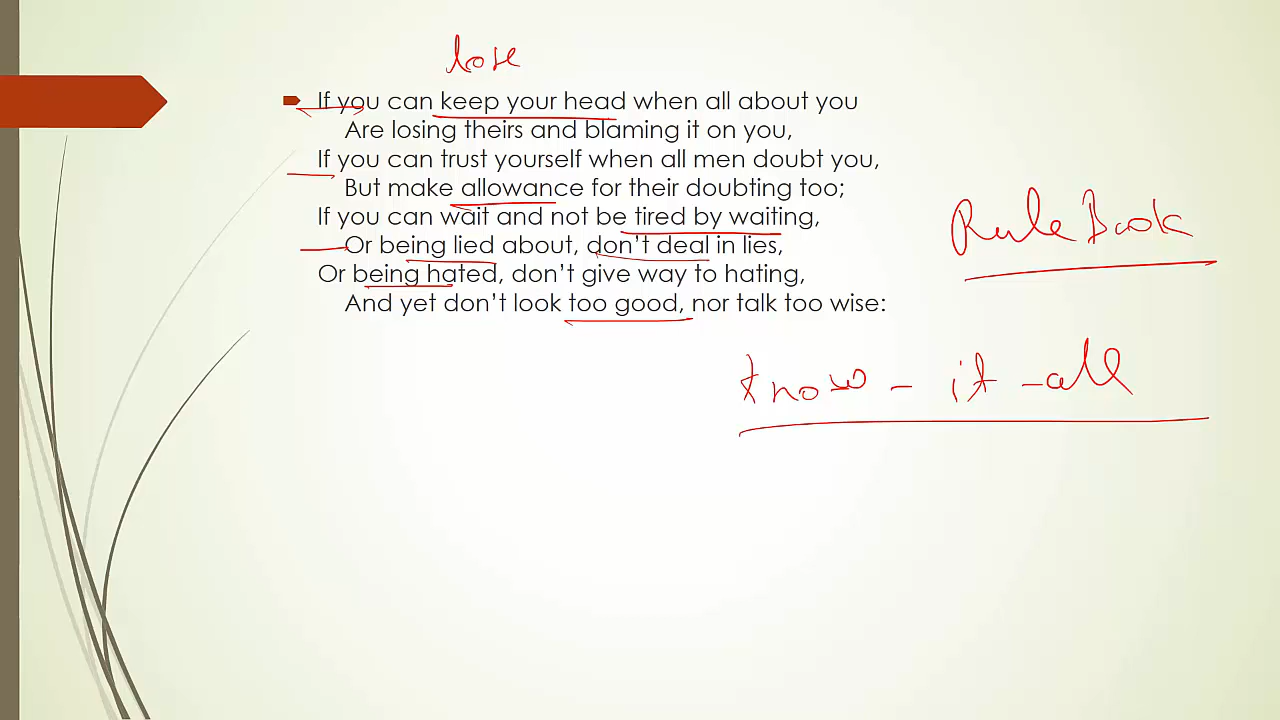 lose
If you can keep your head when all about you
Are losing theirs and blaming it on you,
If you can trust yourself when all men doubt you,
But make allowance for their doubting too;
If you can wait and not be tired by waiting,
Or being lied about, don’t deal in lies,
Or being hated, don’t give way to hating,
And yet don’t look too good, nor talk too wise:
Rule Book
know - it - all